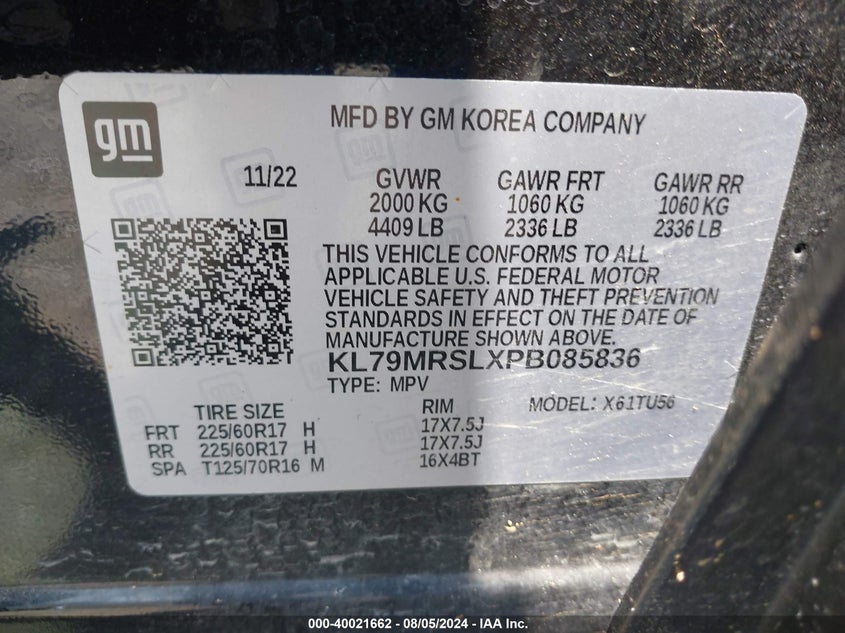 gm
MFD BY GM KOREA COMPANY
11/22
GVWR GAWR FRT GAWR RR
2000 KG 1060 KG 1060 KG
4409 LB 2336 LB 2336 LB
THIS VEHICLE CONFORMS TO ALL
APPLICABLE U.S. FEDERAL MOTOR
VEHICLE SAFETY AND THEFT PREVENTION
STANDARDS IN EFFECT ON THE DATE OF
MANUFACTURE SHOWN ABOVE.
KL79MRSLXPB085836
TYPE: MPV MODEL: X61TU56
TIRE SIZE RIM
FRT 225/60R17 H 17X7.5J
RR 225/60R17 H 17X7.5J
SPA T125/70R16 M 16X4BT
000-40021662 - 08/05/2024 - IAA Inc.